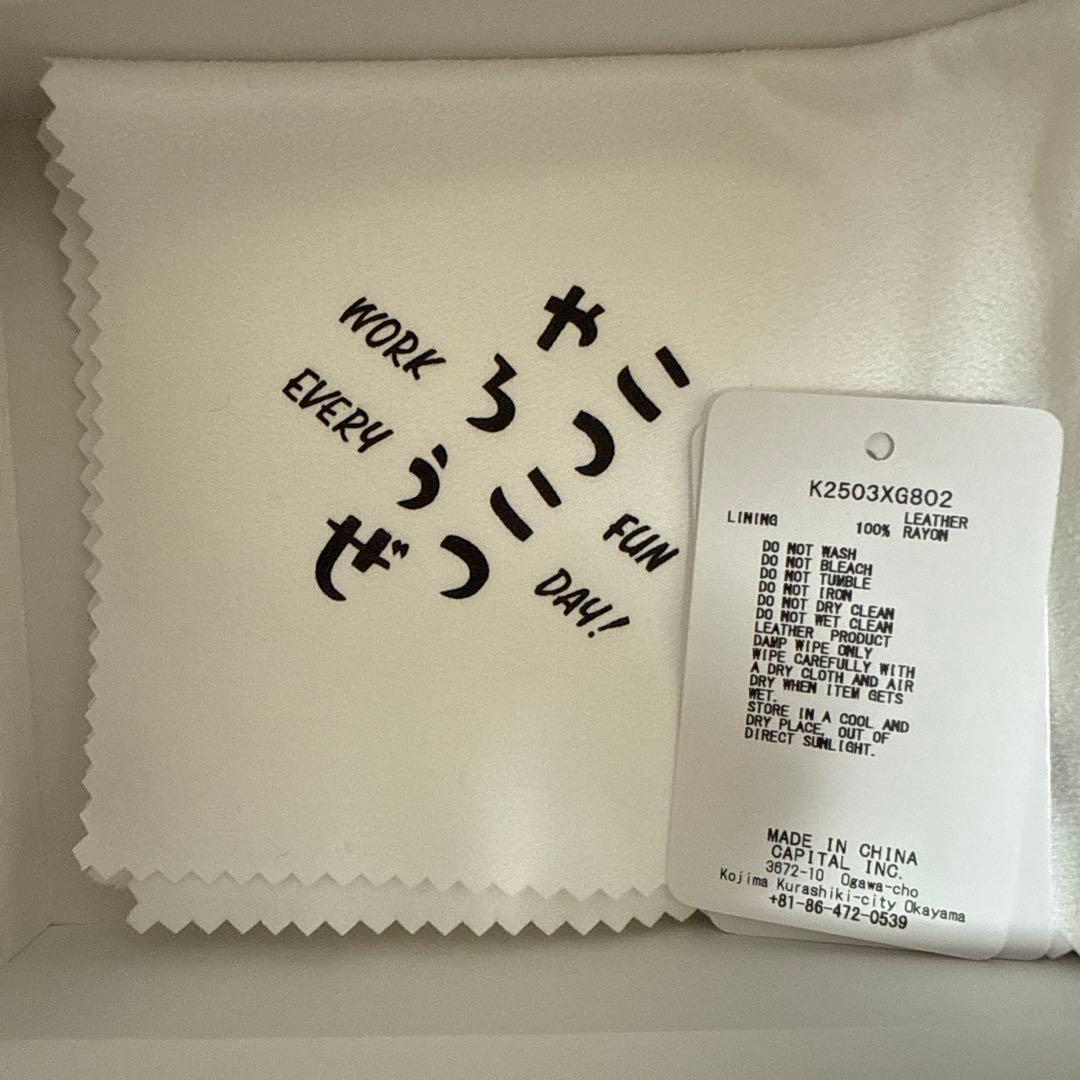 こつこつ
やろうぜ
WORK
EVERY
FUN
DAY!
K2503XG802
LEATHER
LINING 100% RAYON
DO NOT WASH
DO NOT BLEACH
DO NOT TUMBLE
DO NOT IRON
DO NOT DRY CLEAN
DO NOT WET CLEAN
LEATHER PRODUCT
DAMP WIPE ONLY
WIPE CAREFULLY WITH
A DRY CLOTH AND AIR
DRY WHEN ITEM GETS
WET.
STORE IN A COOL AND
DRY PLACE, OUT OF
DIRECT SUNLIGHT.
MADE IN CHINA
CAPITAL INC.
3672-10 Ogawa-cho
Kojima Kurashiki-city Okayama
+81-86-472-0539